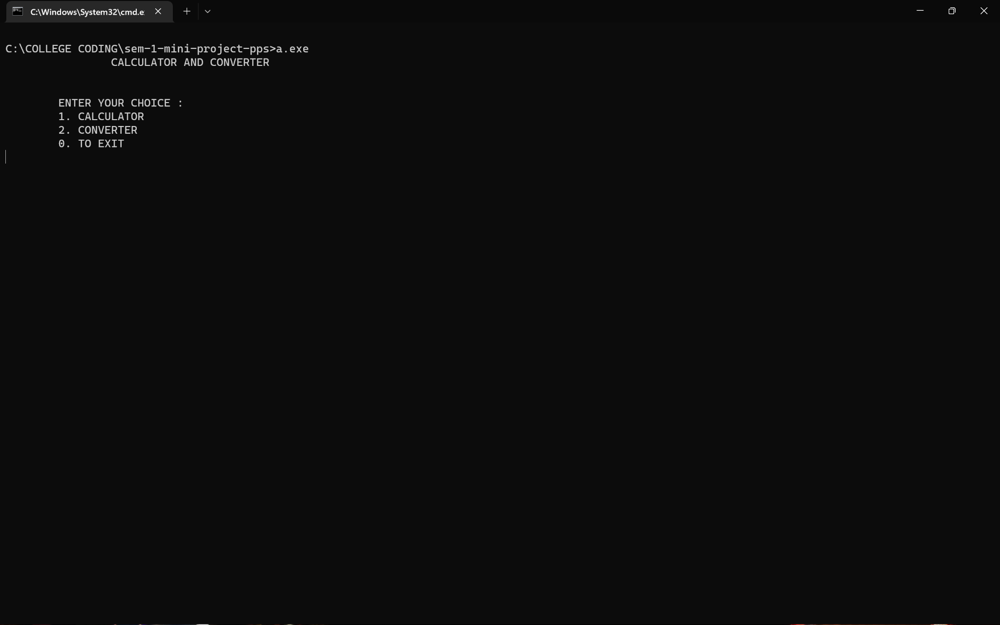 C:\Windows\System32\cmd.e
C:\COLLEGE CODING\sem-1-mini-project-pps>a.exe
CALCULATOR AND CONVERTER
ENTER YOUR CHOICE :
1. CALCULATOR
2. CONVERTER
0. TO EXIT